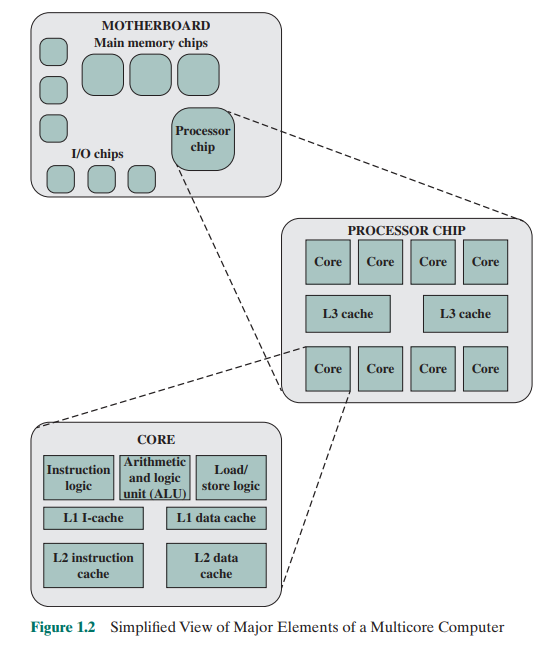 MOTHERBOARD
Main memory chips
Processor
chip
I/O chips
PROCESSOR CHIP
Core Core Core Core
L3 cache L3 cache
Core Core Core Core
CORE
Instruction
logic
Arithmetic
and logic
unit (ALU)
Load/
store logic
L1 I-cache L1 data cache
L2 instruction
cache
L2 data
cache
Figure 1.2 Simplified View of Major Elements of a Multicore Computer